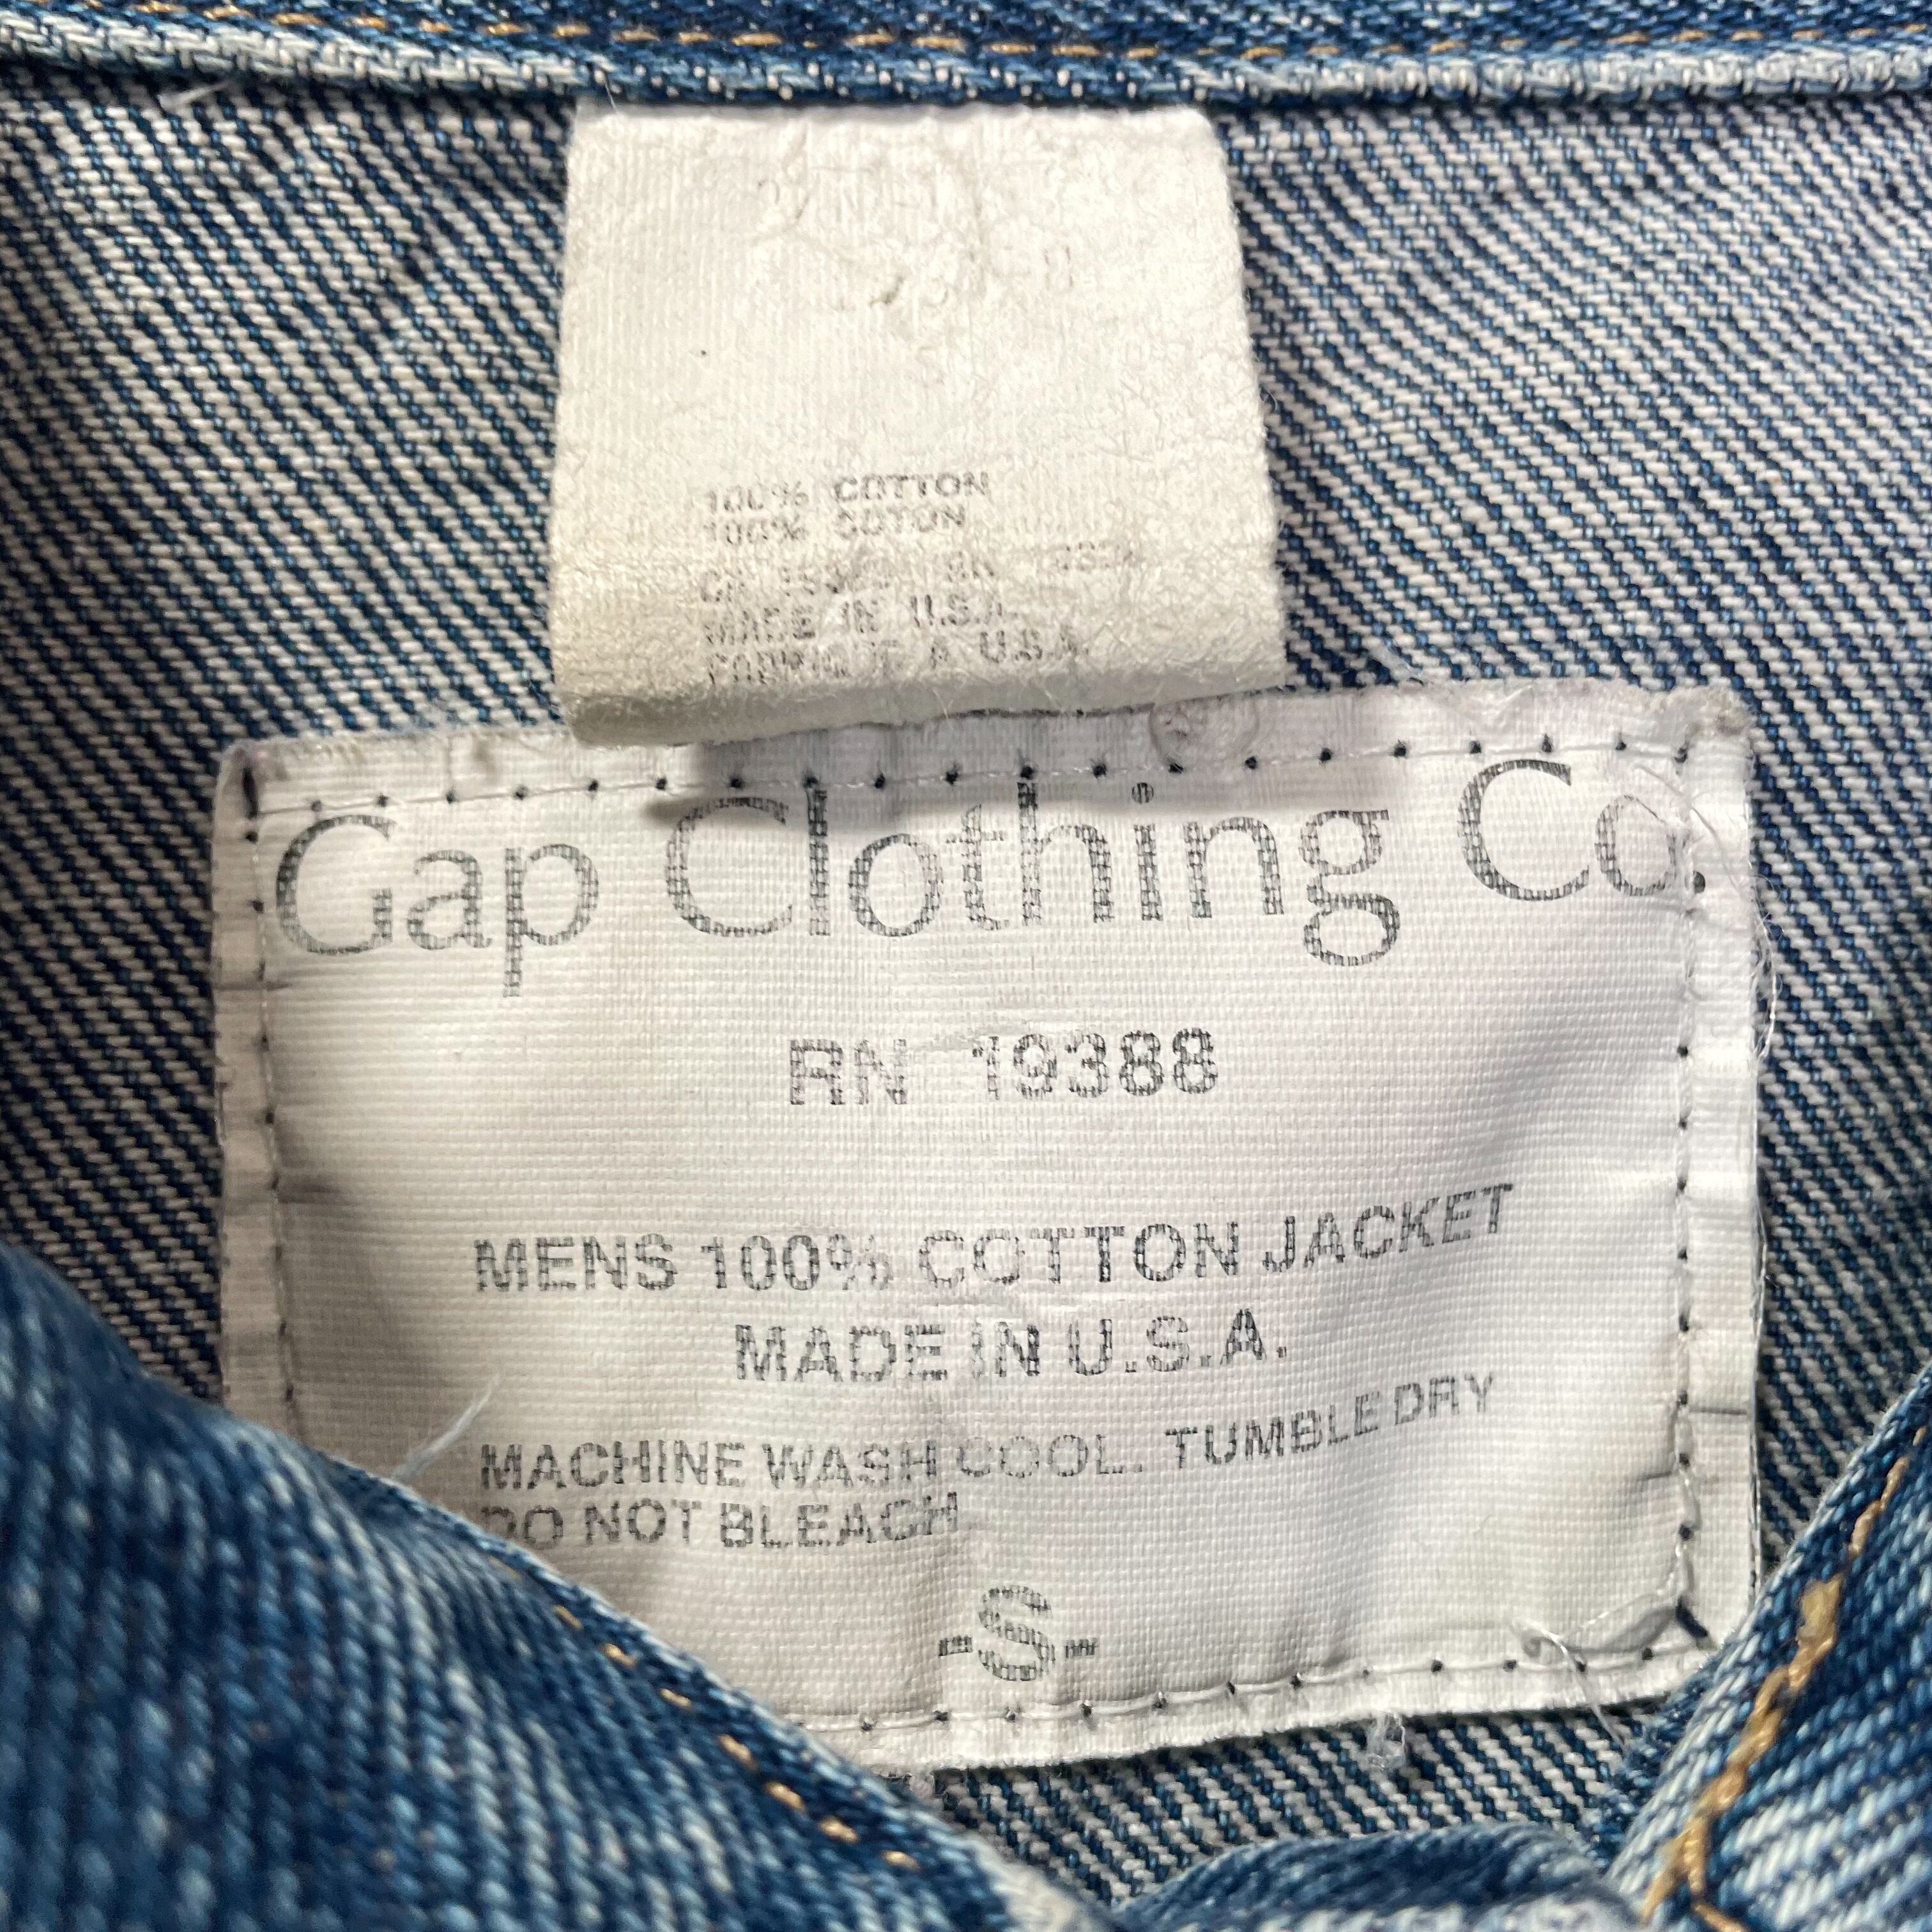 100% COTTON
100% COTON
MADE IN U.S.A.
U.S.A.
Gap Clothing Co.
RN 19388
MENS 100% COTTON JACKET
MADE IN U.S.A.
MACHINE WASH COOL. TUMBLE DRY
DO NOT BLEACH
-S-